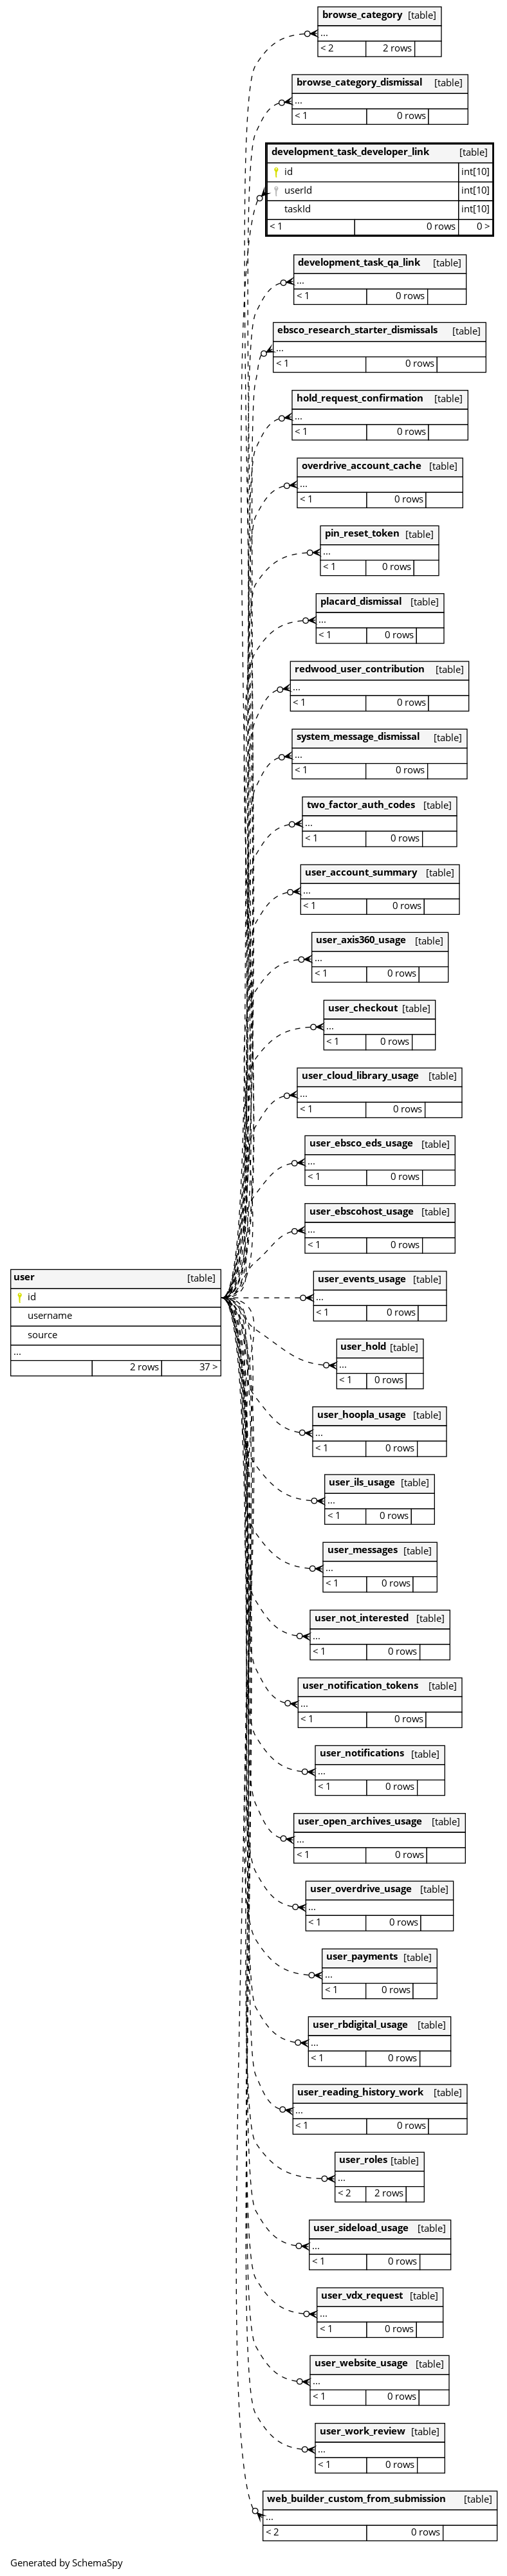 browse_category [table]
...
< 2 2 rows
browse_category_dismissal [table]
...
< 1 0 rows
development_task_developer_link [table]
id int[10]
userId int[10]
taskId int[10]
< 1 0 rows 0 >
development_task_qa_link [table]
...
< 1 0 rows
ebsco_research_starter_dismissals [table]
...
< 1 0 rows
hold_request_confirmation [table]
...
< 1 0 rows
overdrive_account_cache [table]
...
< 1 0 rows
pin_reset_token [table]
...
< 1 0 rows
placard_dismissal [table]
...
< 1 0 rows
redwood_user_contribution [table]
...
< 1 0 rows
system_message_dismissal [table]
...
< 1 0 rows
two_factor_auth_codes [table]
...
< 1 0 rows
user_account_summary [table]
...
< 1 0 rows
user_axis360_usage [table]
...
< 1 0 rows
user_checkout [table]
...
< 1 0 rows
user_cloud_library_usage [table]
...
< 1 0 rows
user_ebsco_eds_usage [table]
...
< 1 0 rows
user_ebscohost_usage [table]
...
< 1 0 rows
user [table]
id
username
source
...
2 rows 37 >
user_events_usage [table]
...
< 1 0 rows
user_hold [table]
...
< 1 0 rows
user_hoopla_usage [table]
...
< 1 0 rows
user_ils_usage [table]
...
< 1 0 rows
user_messages [table]
...
< 1 0 rows
user_not_interested [table]
...
< 1 0 rows
user_notification_tokens [table]
...
< 1 0 rows
user_notifications [table]
...
< 1 0 rows
user_open_archives_usage [table]
...
< 1 0 rows
user_overdrive_usage [table]
...
< 1 0 rows
user_payments [table]
...
< 1 0 rows
user_rbdigital_usage [table]
...
< 1 0 rows
user_reading_history_work [table]
...
< 1 0 rows
user_roles [table]
...
< 2 2 rows
user_sideload_usage [table]
...
< 1 0 rows
user_vdx_request [table]
...
< 1 0 rows
user_website_usage [table]
...
< 1 0 rows
user_work_review [table]
...
< 1 0 rows
web_builder_custom_from_submission [table]
...
< 2 0 rows
Generated by SchemaSpy